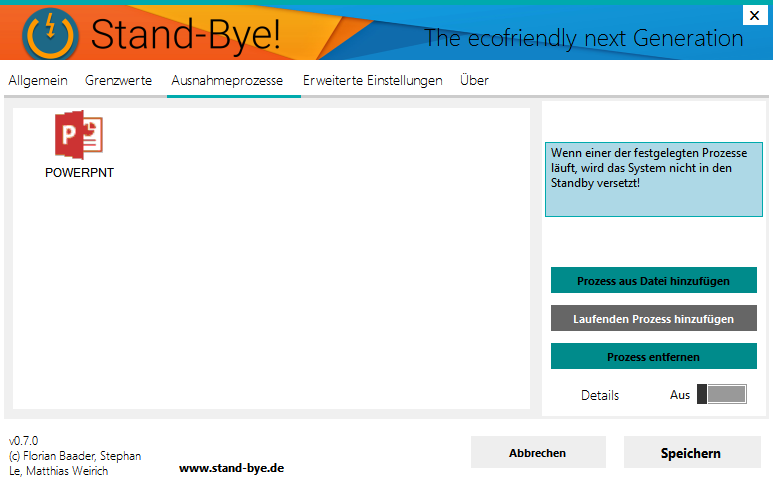 Stand-Bye!
The ecofriendly next Generation
Allgemein Grenzwerte Ausnahmeprozesse Erweiterte Einstellungen Über
P
POWERPNT
Wenn einer der festgelegten Prozesse
läuft, wird das System nicht in den
Standby versetzt!
Prozess aus Datei hinzufügen
Laufenden Prozess hinzufügen
Prozess entfernen
Details Aus
v0.7.0
(c) Florian Baader, Stephan
Le, Matthias Weirich
www.stand-bye.de
Abbrechen
Speichern